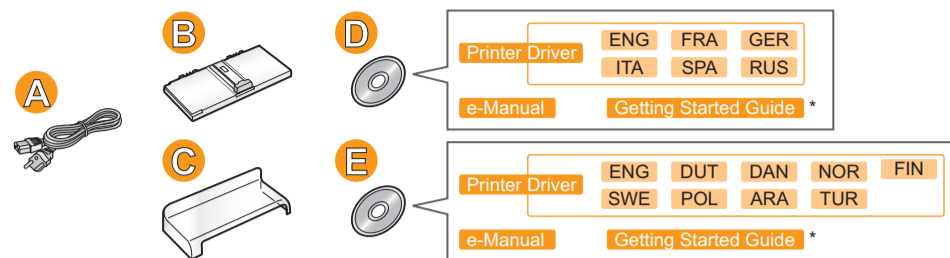 A
B
C
D
Printer Driver
ENG FRA GER
ITA SPA RUS
e-Manual Getting Started Guide *
E
Printer Driver
ENG DUT DAN NOR FIN
SWE POL ARA TUR
e-Manual Getting Started Guide *